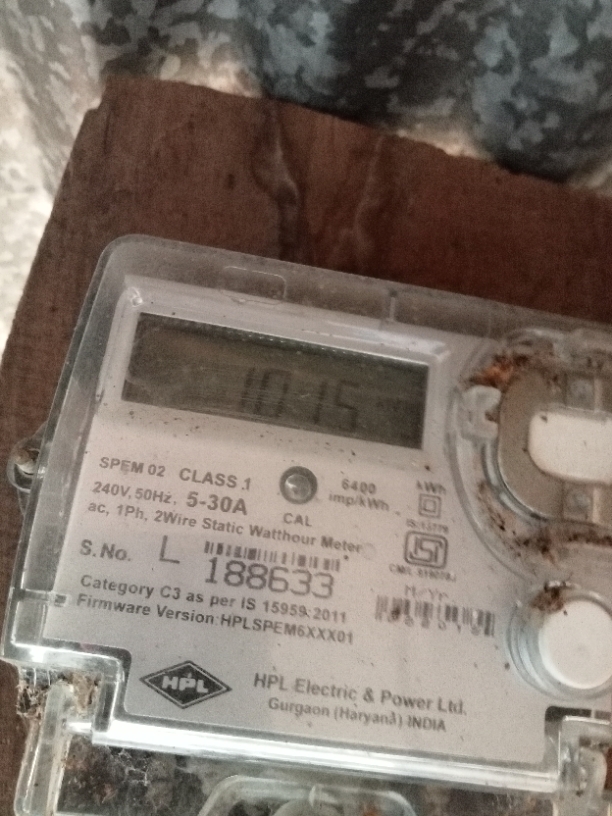 1015
SPEM 02 CLASS.1
6400
imp/kWh
kWh
240V, 50Hz, 5-30A
CAL
ac, 1Ph, 2Wire Static Watthour Meter
S.No. L 188633
Category C3 as per IS 15959:2011
M/Yr.
Firmware Version:HPLSPEM6XXX01
HPL
HPL Electric & Power Ltd.
Gurgaon (Haryana) INDIA